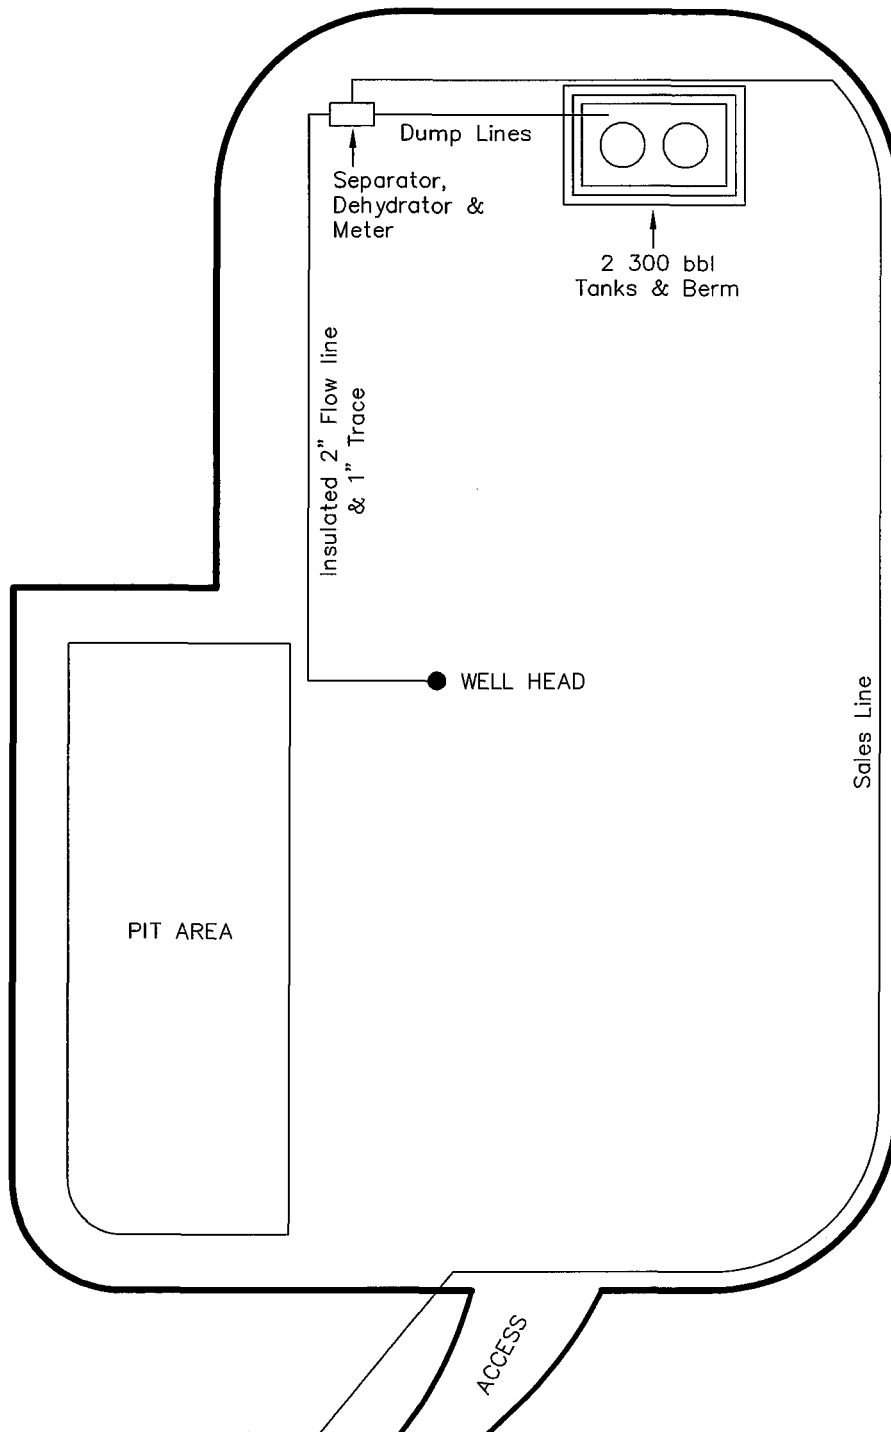 Dump Lines
Separator,
Dehydrator &
Meter
2 300 bbl
Tanks & Berm
Insulated 2" Flow line
& 1" Trace
WELL HEAD
Sales Line
PIT AREA
ACCESS